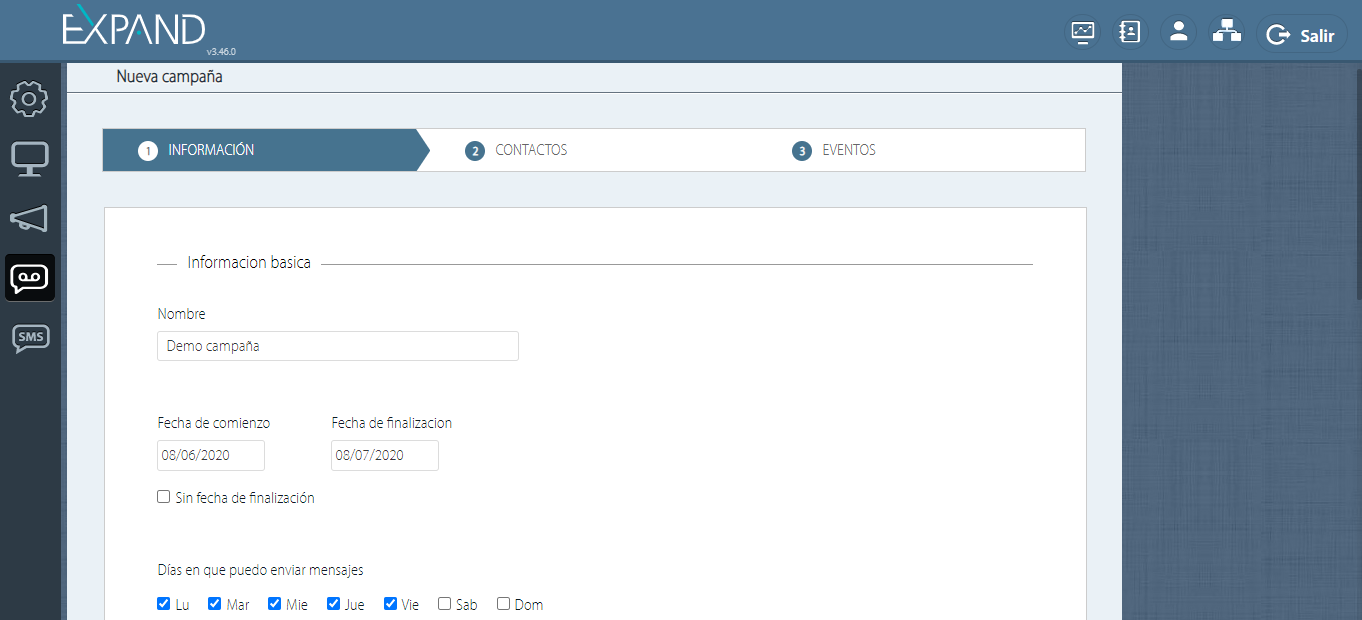 EXPAND
v3.46.0
Salir
Nueva campaña
1 INFORMACIÓN 2 CONTACTOS 3 EVENTOS
Informacion basica
Nombre
Demo campaña
Fecha de comienzo Fecha de finalizacion
08/06/2020 08/07/2020
Sin fecha de finalización
SMS
Días en que puedo enviar mensajes
Lu Mar Mie Jue Vie Sab Dom